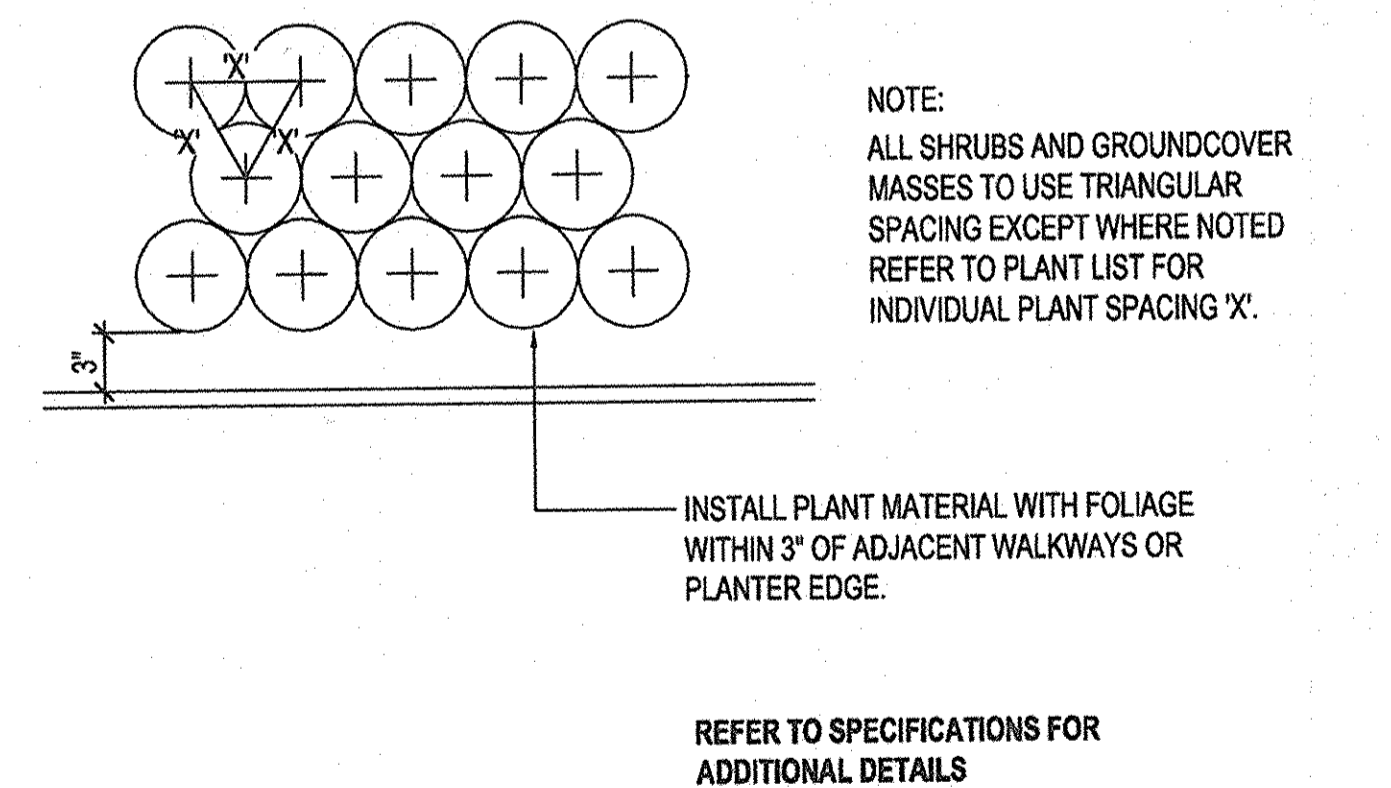 'X'
'X' 'X'
3"
NOTE:
ALL SHRUBS AND GROUNDCOVER
MASSES TO USE TRIANGULAR
SPACING EXCEPT WHERE NOTED
REFER TO PLANT LIST FOR
INDIVIDUAL PLANT SPACING 'X'.
INSTALL PLANT MATERIAL WITH FOLIAGE
WITHIN 3" OF ADJACENT WALKWAYS OR
PLANTER EDGE.
REFER TO SPECIFICATIONS FOR
ADDITIONAL DETAILS